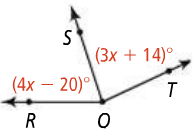 S
(3x + 14)°
(4x − 20)°
T
R
O